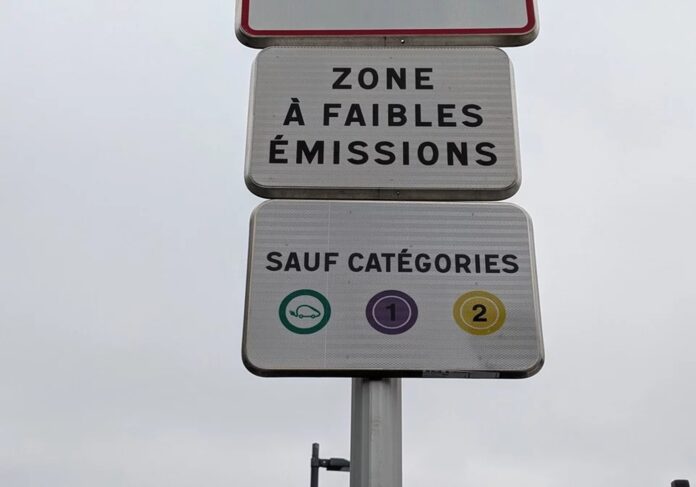 ZONE
À FAIBLES
ÉMISSIONS
SAUF CATÉGORIES
1 2